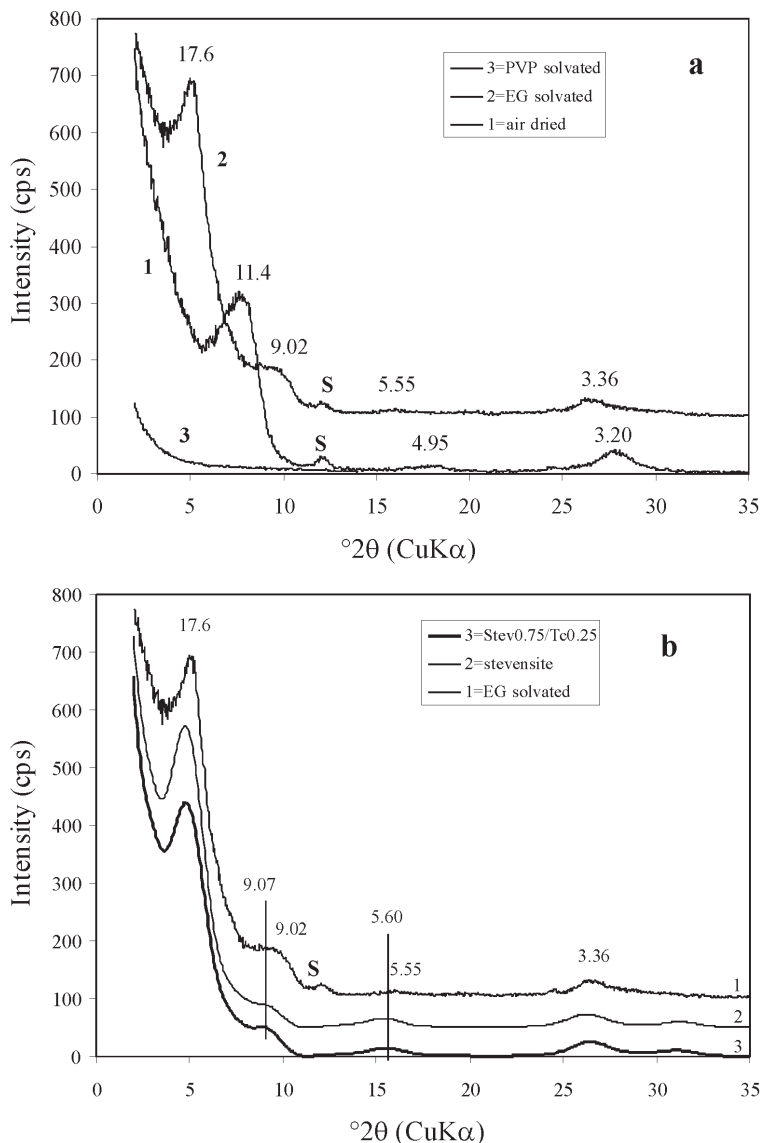 a
800
700
600
500
400
300
200
100
0
Intensity (cps)
17.6
2
1
11.4
9.02
S
5.55
3.36
3
S
4.95
3.20
3=PVP solvated
2=EG solvated
1=air dried
0 5 10 15 20 25 30 35
°2θ (CuKα)
b
800
700
600
500
400
300
200
100
0
Intensity (cps)
17.6
3=Stev0.75/Tc0.25
2=stevensite
1=EG solvated
9.07
9.02
S
5.60
5.55
3.36
1
2
3
0 5 10 15 20 25 30 35
°2θ (CuKα)